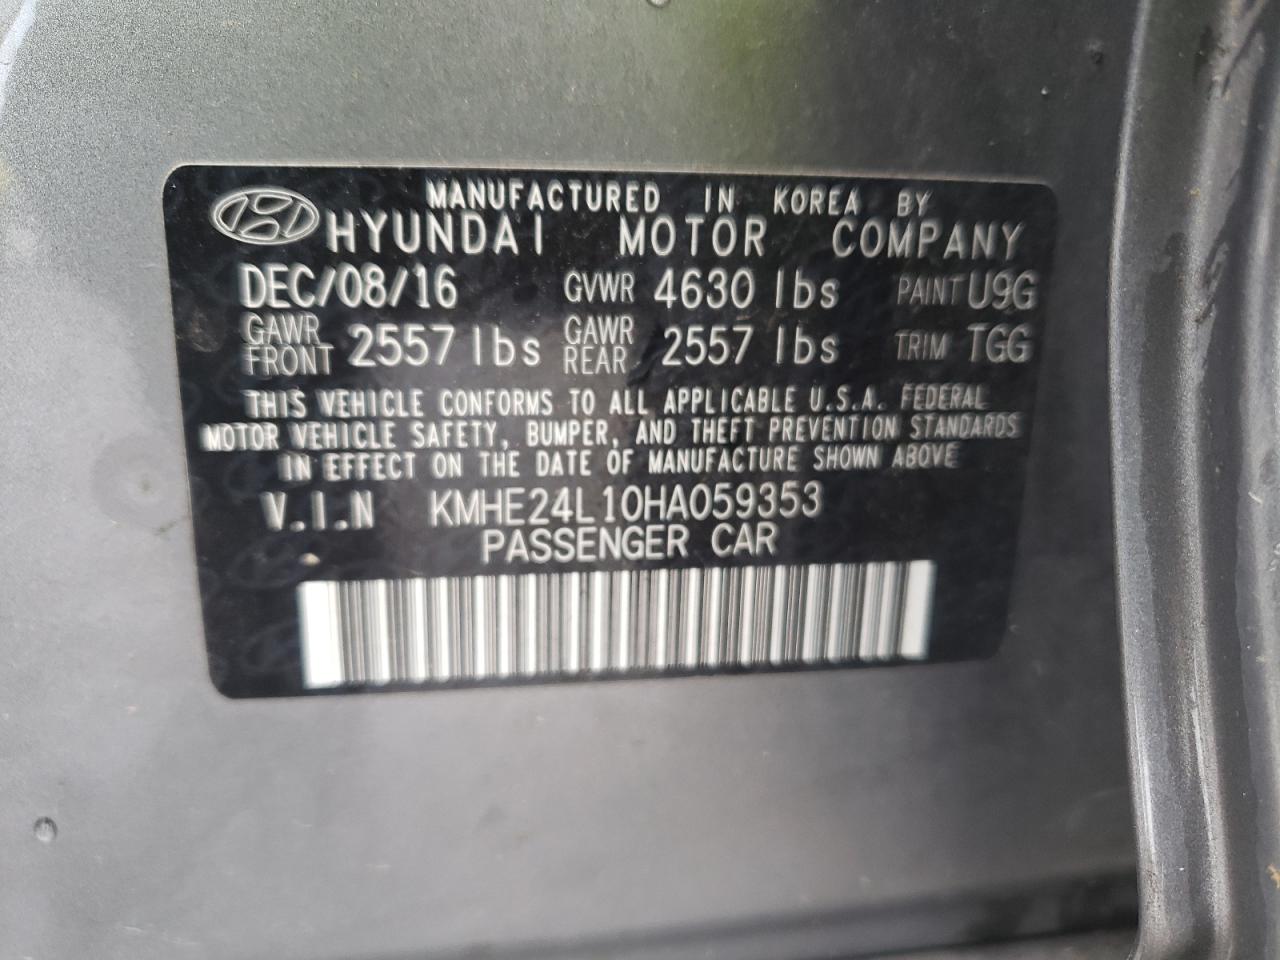 MANUFACTURED IN KOREA BY
HYUNDAI MOTOR COMPANY
DEC/08/16 GVWR 4630 lbs PAINT U9G
GAWR FRONT 2557 lbs GAWR REAR 2557 lbs TRIM TGG
THIS VEHICLE CONFORMS TO ALL APPLICABLE U.S.A. FEDERAL
MOTOR VEHICLE SAFETY, BUMPER, AND THEFT PREVENTION STANDARDS
IN EFFECT ON THE DATE OF MANUFACTURE SHOWN ABOVE
V.I.N KMHE24L10HA059353
PASSENGER CAR